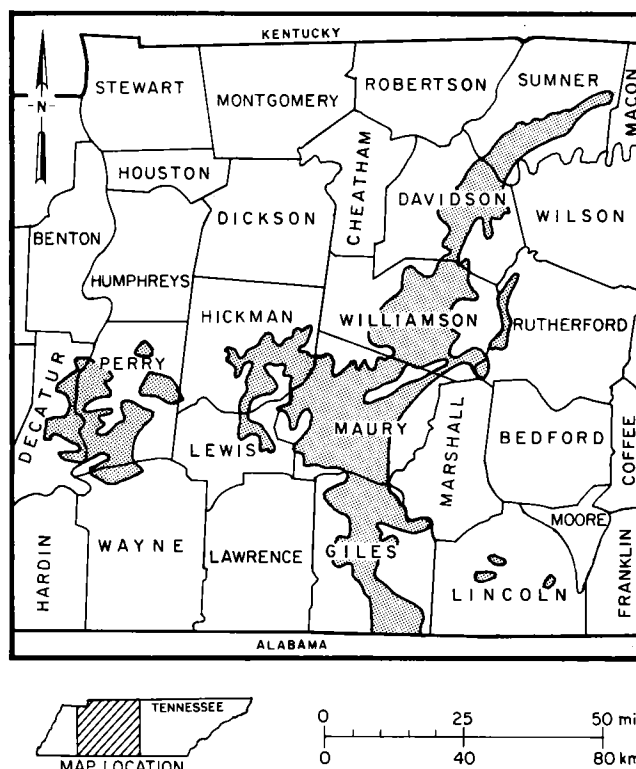 KENTUCKY
STEWART
MONTGOMERY
ROBERTSON
SUMNER
MACON
N
HOUSTON
CHEATHAM
DICKSON
DAVIDSON
WILSON
BENTON
HUMPHREYS
HICKMAN
WILLIAMSON
RUTHERFORD
DECATUR
PERRY
LEWIS
MAURY
MARSHALL
BEDFORD
COFFEE
MOORE
HARDIN
WAYNE
LAWRENCE
GILES
LINCOLN
FRANKLIN
ALABAMA
TENNESSEE
MAP LOCATION
0 25 50 mi
0 40 80 km